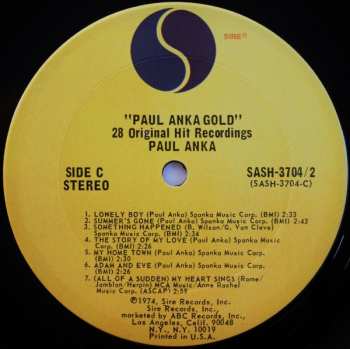 SIRE®
"PAUL ANKA GOLD"
28 Original Hit Recordings
PAUL ANKA
SIDE C
STEREO
SASH-3704/2
(SASH-3704-C)
1. LONELY BOY (Paul Anka) Spanka Music Corp. (BMI) 2:33
2. SUMMER'S GONE (Paul Anka) Spanka Music Corp. (BMI) 2:43
3. SOMETHING HAPPENED (B. Wilson/G. Van Cleve)
Spanka Music Corp. (BMI) 2:36
4. THE STORY OF MY LOVE (Paul Anka) Spanka Music
Corp. (BMI) 2:26
5. MY HOME TOWN (Paul Anka) Spanka Music Corp.
(BMI) 2:30
6. ADAM AND EVE (Paul Anka) Spanka Music Corp.
(BMI) 2:26
7. (ALL OF A SUDDEN) MY HEART SINGS (Rome/
Jamblon/Herpin) MCA Music/Anne Rachel
Music Corp. (ASCAP) 2:59
©1974, Sire Records, Inc.
Sire Records, Inc.
marketed by ABC Records, Inc.
Los Angeles, Calif. 90048
N.Y., N.Y. 10019
Printed in U.S.A.